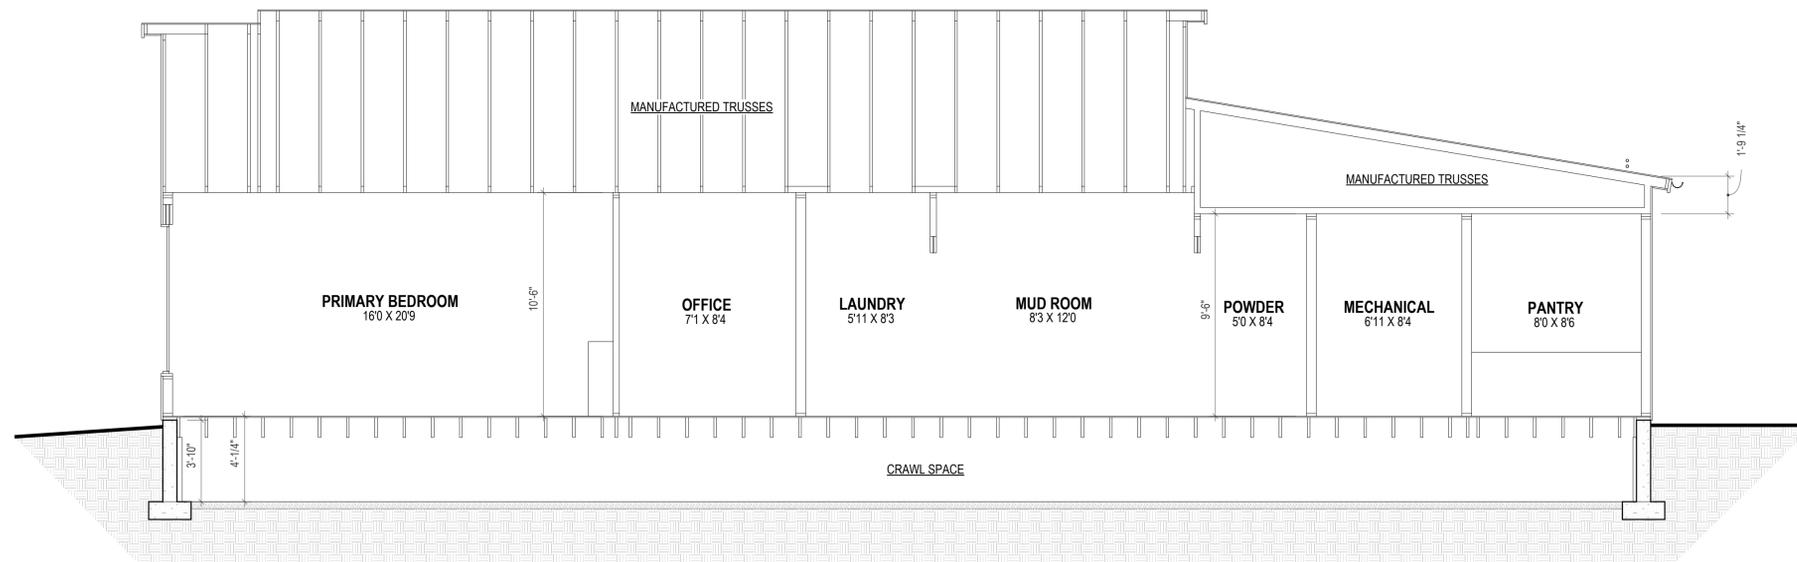 MANUFACTURED TRUSSES
1'-9 1/4"
MANUFACTURED TRUSSES
10'-6"
PRIMARY BEDROOM
16'0 X 20'9
OFFICE
7'1 X 8'4
LAUNDRY
5'11 X 8'3
MUD ROOM
8'3 X 12'0
9'-6"
POWDER
5'0 X 8'4
MECHANICAL
6'11 X 8'4
PANTRY
8'0 X 8'6
3'-10"
4'-1/4"
CRAWL SPACE